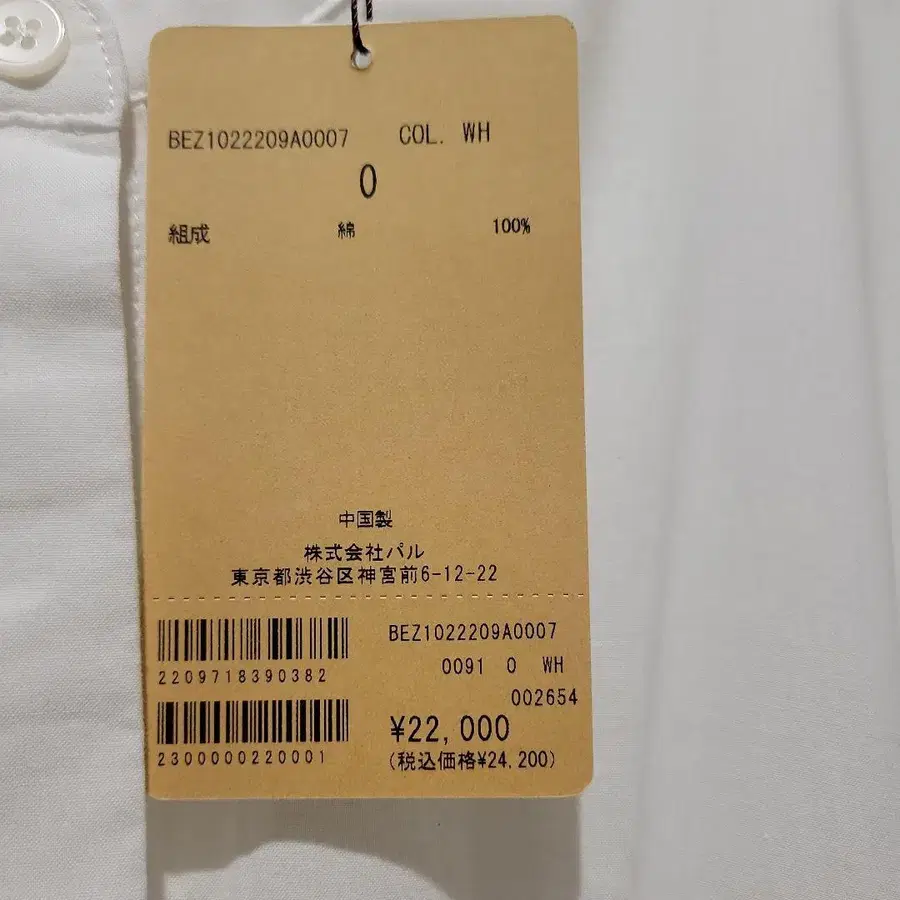 BEZ1022209A0007 COL. WH
0
組成 綿 100%
中国製
株式会社パル
東京都渋谷区神宮前6-12-22
BEZ1022209A0007
0091 0 WH
002654
2209718390382
¥22,000
(税込価格¥24,200)
2300000220001